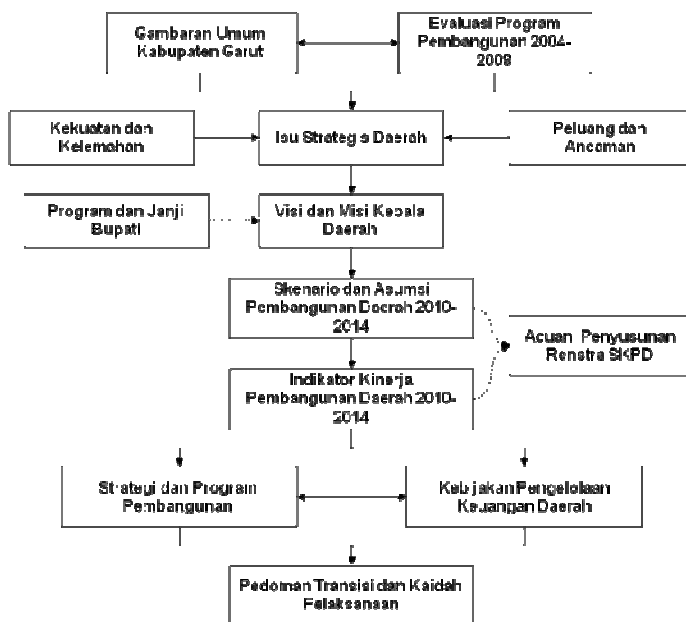 Gambaran Umum
Kabupaten Garut
Evaluasi Program
Pembangunan 2004-
2008
Kekuatan dan
Kelemahan
Isu Strategis Daerah
Peluang dan
Ancaman
Program dan Janji
Bupati
Visi dan Misi Kepala
Daerah
Skenario dan Asumsi
Pembangunan Daerah 2010-
2014
Acuan Penyusunan
Renstra SKPD
Indikator Kinerja
Pembangunan Daerah 2010-
2014
Strategi dan Program
Pembangunan
Kebijakan Pengelolaan
Keuangan Daerah
Pedoman Transisi dan Kaidah
Pelaksanaan